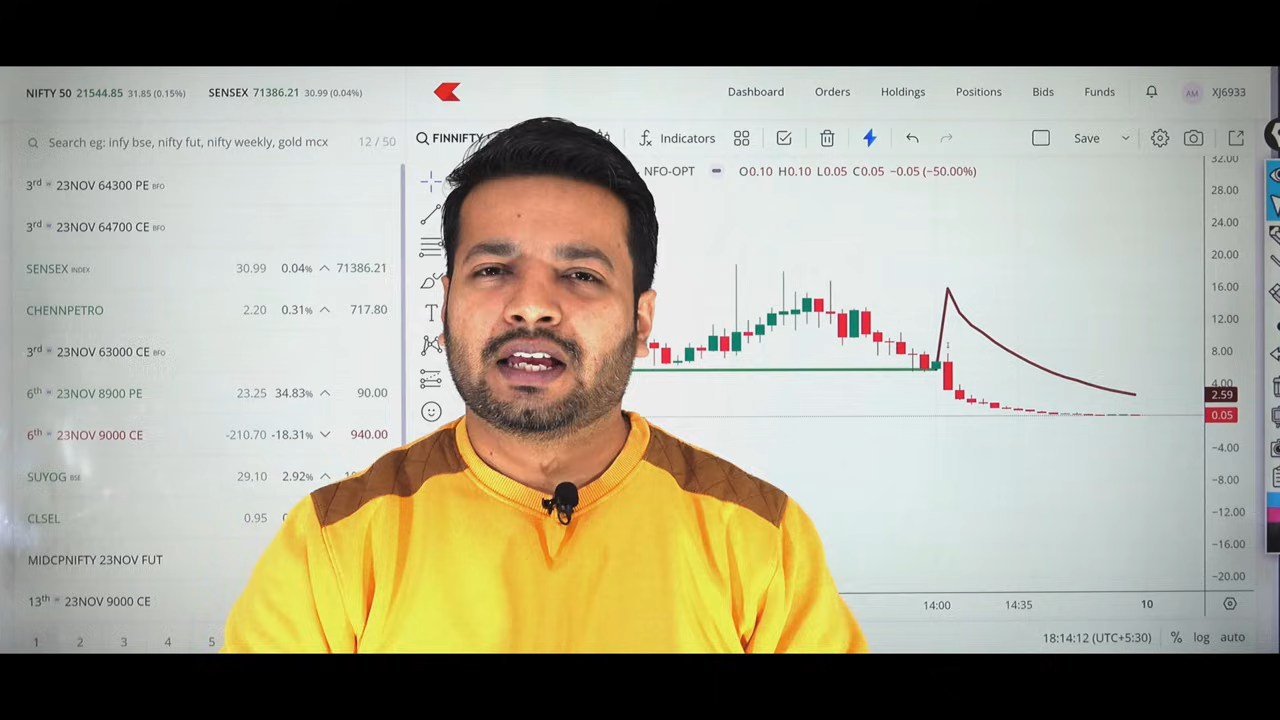 NIFTY 50 21544.85 31.85 (0.15%) SENSEX 71386.21 30.99 (0.04%)
Dashboard Orders Holdings Positions Bids Funds AM XJ6933
Search eg: infy bse, nifty fut, nifty weekly, gold mcx 12 / 50
FINNIFTY Indicators Save
3rd w 23NOV 64300 PE BFO
NFO-OPT O0.10 H0.10 L0.05 C0.05 −0.05 (−50.00%)
3rd w 23NOV 64700 CE BFO
SENSEX INDEX 30.99 0.04% 71386.21
CHENNPETRO 2.20 0.31% 717.80
3rd w 23NOV 63000 CE BFO
6th w 23NOV 8900 PE 23.25 34.83% 90.00
6th w 23NOV 9000 CE -210.70 -18.31% 940.00
SUYOG BSE 29.10 2.92%
CLSEL 0.95
MIDCPNIFTY 23NOV FUT
13th w 23NOV 9000 CE
1 2 3 4 5
32.00
28.00
24.00
20.00
16.00
12.00
8.00
4.00
2.59
0.05
−4.00
−8.00
−12.00
−16.00
−20.00
14:00 14:35 10
18:14:12 (UTC+5:30) % log auto